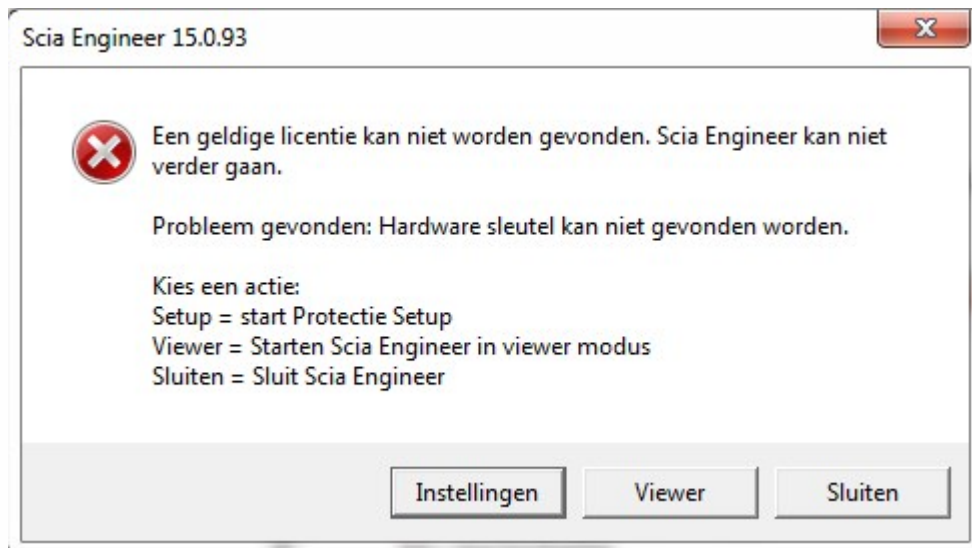 Scia Engineer 15.0.93
Een geldige licentie kan niet worden gevonden. Scia Engineer kan niet
verder gaan.
Probleem gevonden: Hardware sleutel kan niet gevonden worden.
Kies een actie:
Setup = start Protectie Setup
Viewer = Starten Scia Engineer in viewer modus
Sluiten = Sluit Scia Engineer
Instellingen Viewer Sluiten